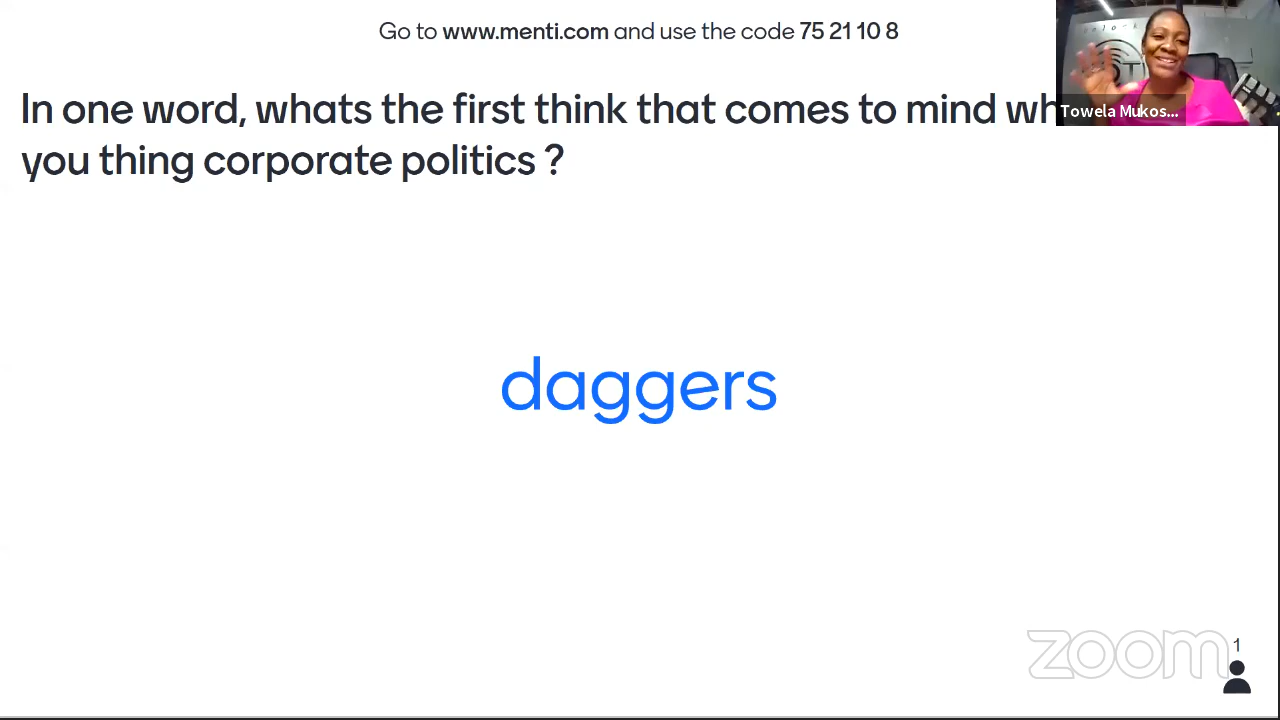 Go to www.menti.com and use the code 75 21 10 8
Towela Mukos...
In one word, whats the first think that comes to mind wh
you thing corporate politics ?
daggers
zoom
1